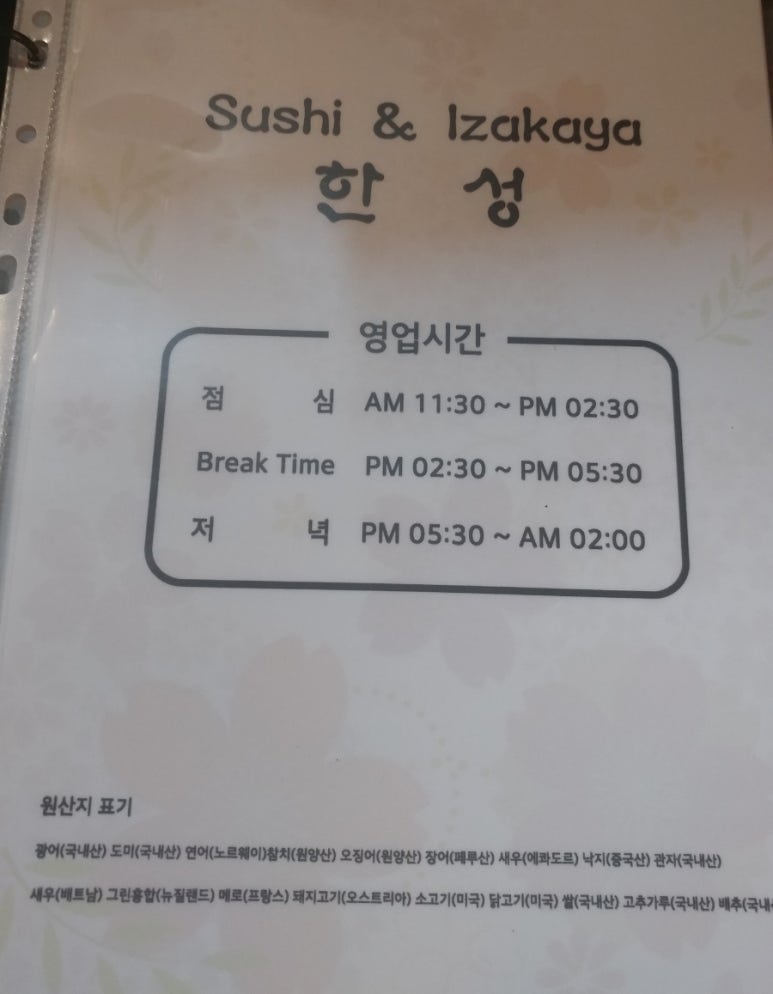 Sushi & Izakaya
한 성
영업시간
점 심 AM 11:30 ~ PM 02:30
Break Time PM 02:30 ~ PM 05:30
저 녁 PM 05:30 ~ AM 02:00
원산지 표기
광어(국내산) 도미(국내산) 연어(노르웨이)참치(원양산) 오징어(원양산) 장어(페루산) 새우(에콰도르) 낙지(중국산) 관자(국내산)
새우(베트남) 그린홍합(뉴질랜드) 메로(프랑스) 돼지고기(오스트리아) 소고기(미국) 닭고기(미국) 쌀(국내산) 고추가루(국내산) 배추(국내